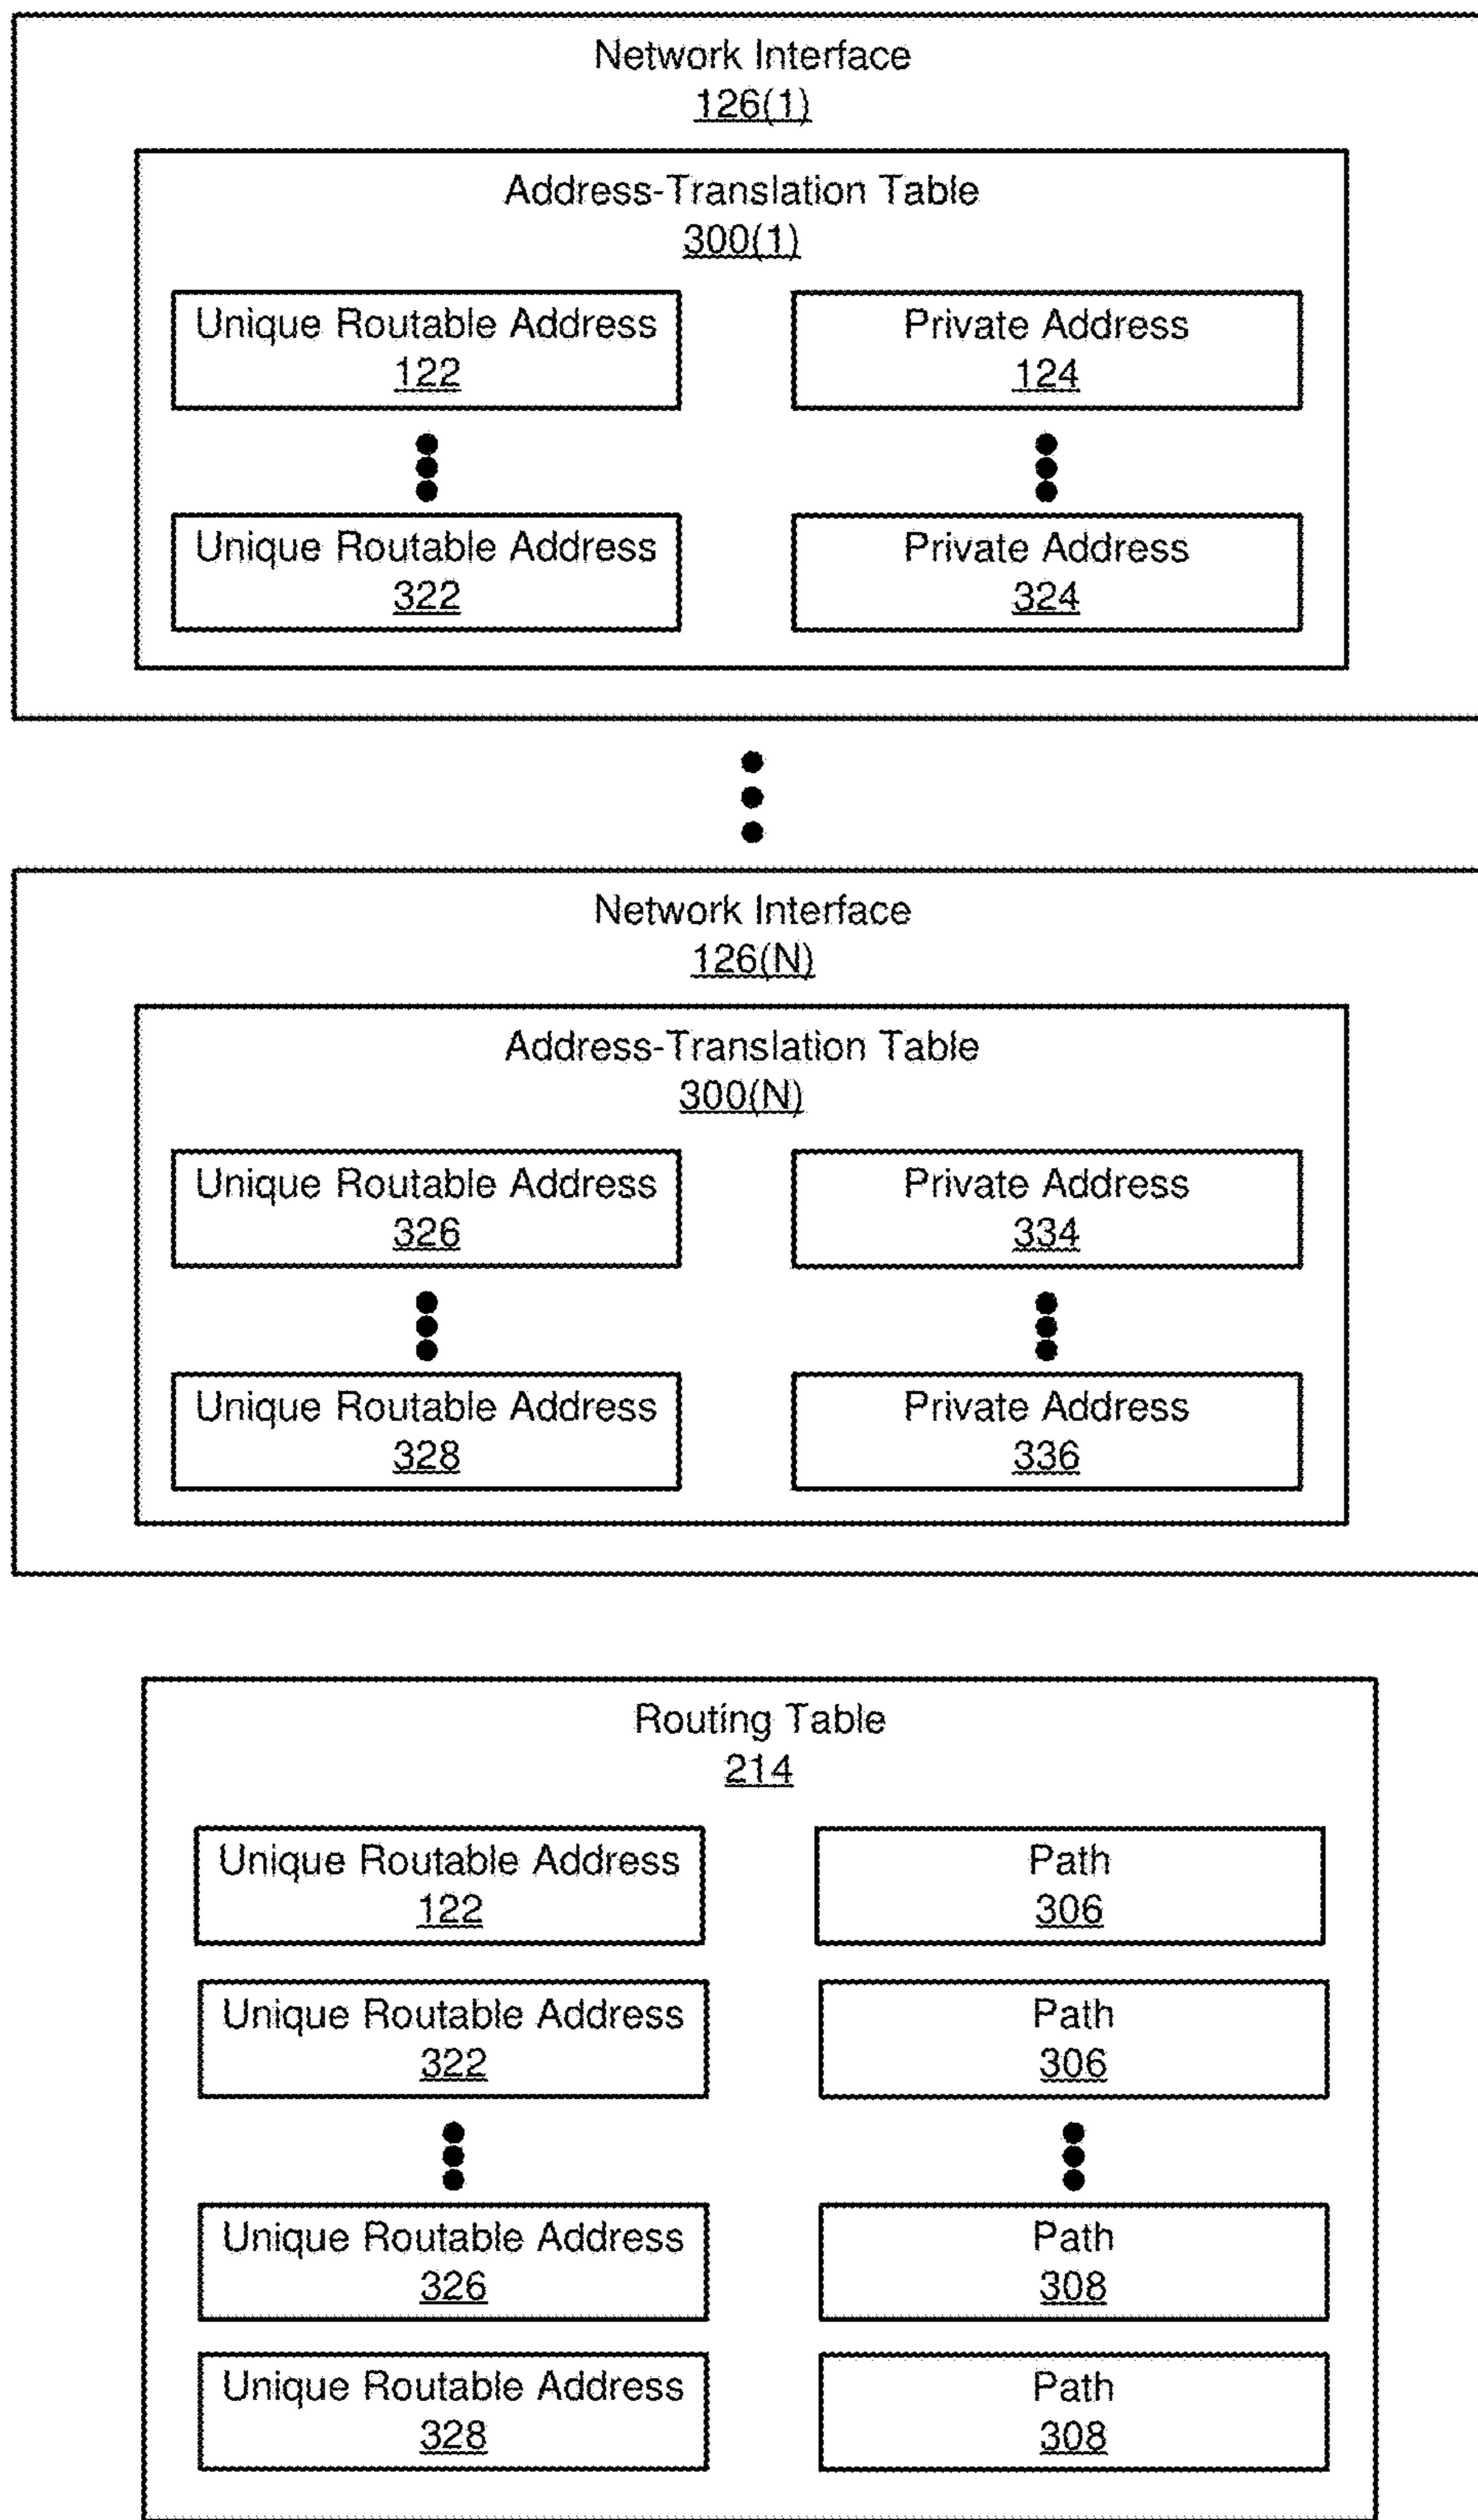 Network Interface
126(1)
Address-Translation Table
300(1)
Unique Routable Address
122
Private Address
124
Unique Routable Address
322
Private Address
324
Network Interface
126(N)
Address-Translation Table
300(N)
Unique Routable Address
326
Private Address
334
Unique Routable Address
328
Private Address
336
Routing Table
214
Unique Routable Address
122
Path
306
Unique Routable Address
322
Path
306
Unique Routable Address
326
Path
308
Unique Routable Address
328
Path
308